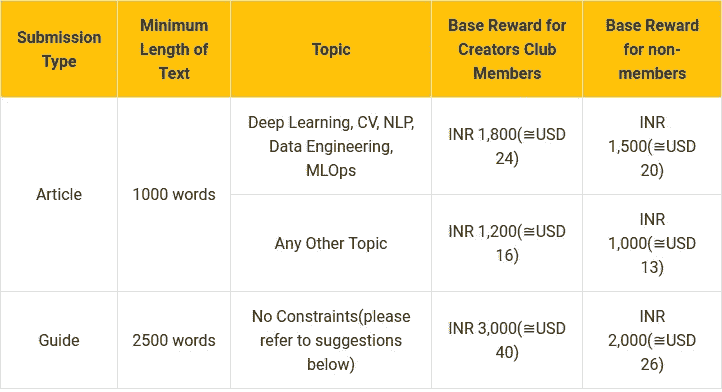 Submission
Type
Minimum
Length of
Text
Topic
Base Reward for
Creators Club
Members
Base Reward
for non-
members
Article
1000 words
Deep Learning, CV, NLP,
Data Engineering,
MLOps
INR 1,800(≅USD
24)
INR
1,500(≅USD
20)
Any Other Topic
INR 1,200(≅USD
16)
INR
1,000(≅USD
13)
Guide
2500 words
No Constraints(please
refer to suggestions
below)
INR 3,000(≅USD
40)
INR
2,000(≅USD
26)